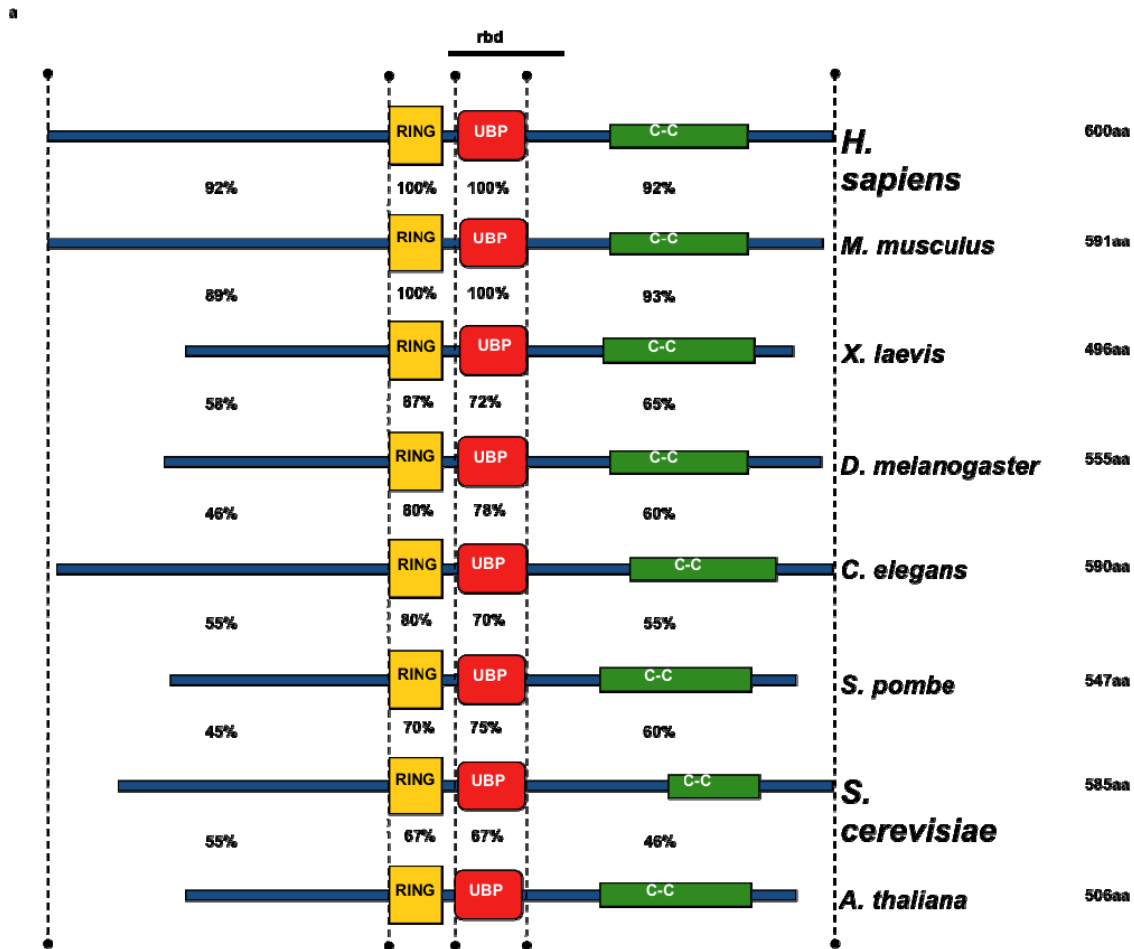 a
rbd
RING UBP C-C H. sapiens 600aa
92% 100% 100% 92%
RING UBP C-C M. musculus 591aa
89% 100% 100% 93%
RING UBP C-C X. laevis 496aa
58% 87% 72% 65%
RING UBP C-C D. melanogaster 555aa
46% 80% 78% 60%
RING UBP C-C C. elegans 590aa
55% 80% 70% 55%
RING UBP C-C S. pombe 547aa
45% 70% 75% 60%
RING UBP C-C S. cerevisiae 585aa
55% 67% 67% 46%
RING UBP C-C A. thaliana 506aa